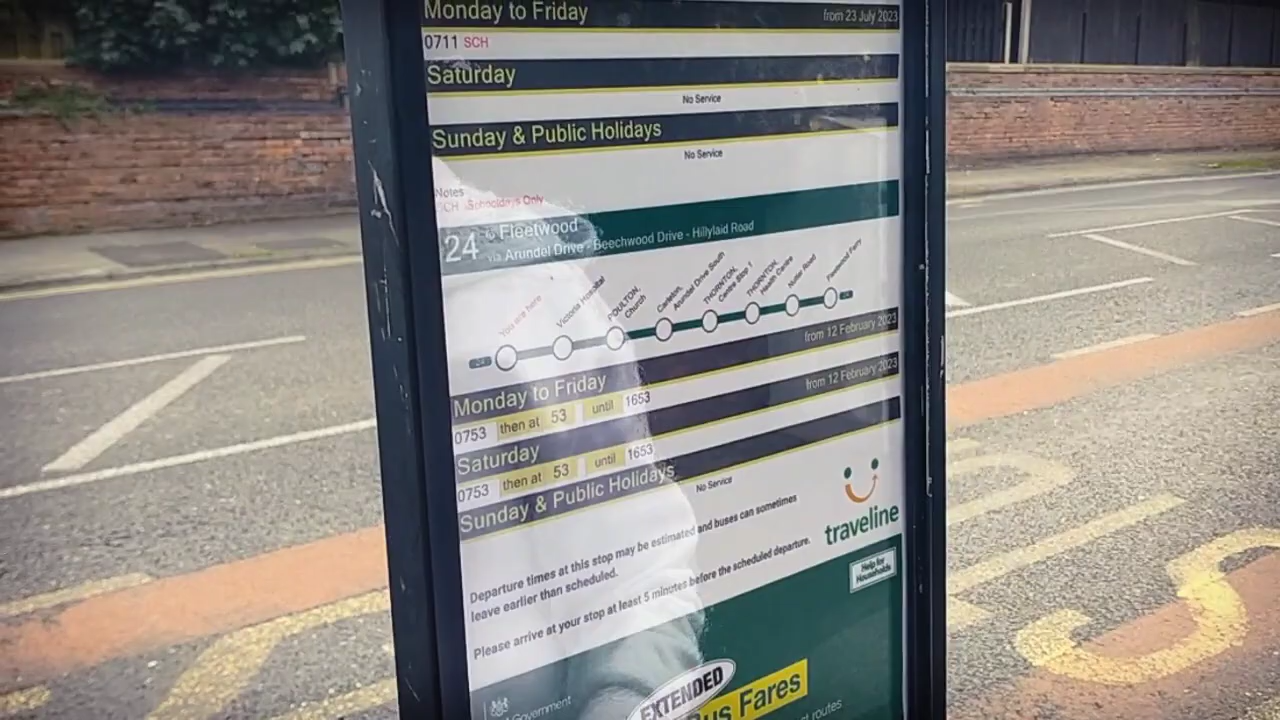 Monday to Friday from 23 July 2023
0711 SCH
Saturday
No Service
Sunday & Public Holidays
No Service
Notes
SCH Schooldays Only
24 to Fleetwood
via Arundel Drive - Beechwood Drive - Hillylaid Road
You are here
Victoria Hospital
POULTON,
Church
Carleton,
Arundel Drive South
THORNTON,
Centre Stop 1
THORNTON,
Health Centre
Nutter Road
Fleetwood Ferry
from 12 February 2023
Monday to Friday
0753 then at 53 until 1653
from 12 February 2023
Saturday
0753 then at 53 until 1653
Sunday & Public Holidays
No Service
Departure times at this stop may be estimated and buses can sometimes
leave earlier than scheduled.
Please arrive at your stop at least 5 minutes before the scheduled departure.
traveline
Help for
Households
Government
EXTENDED
Bus Fares
routes